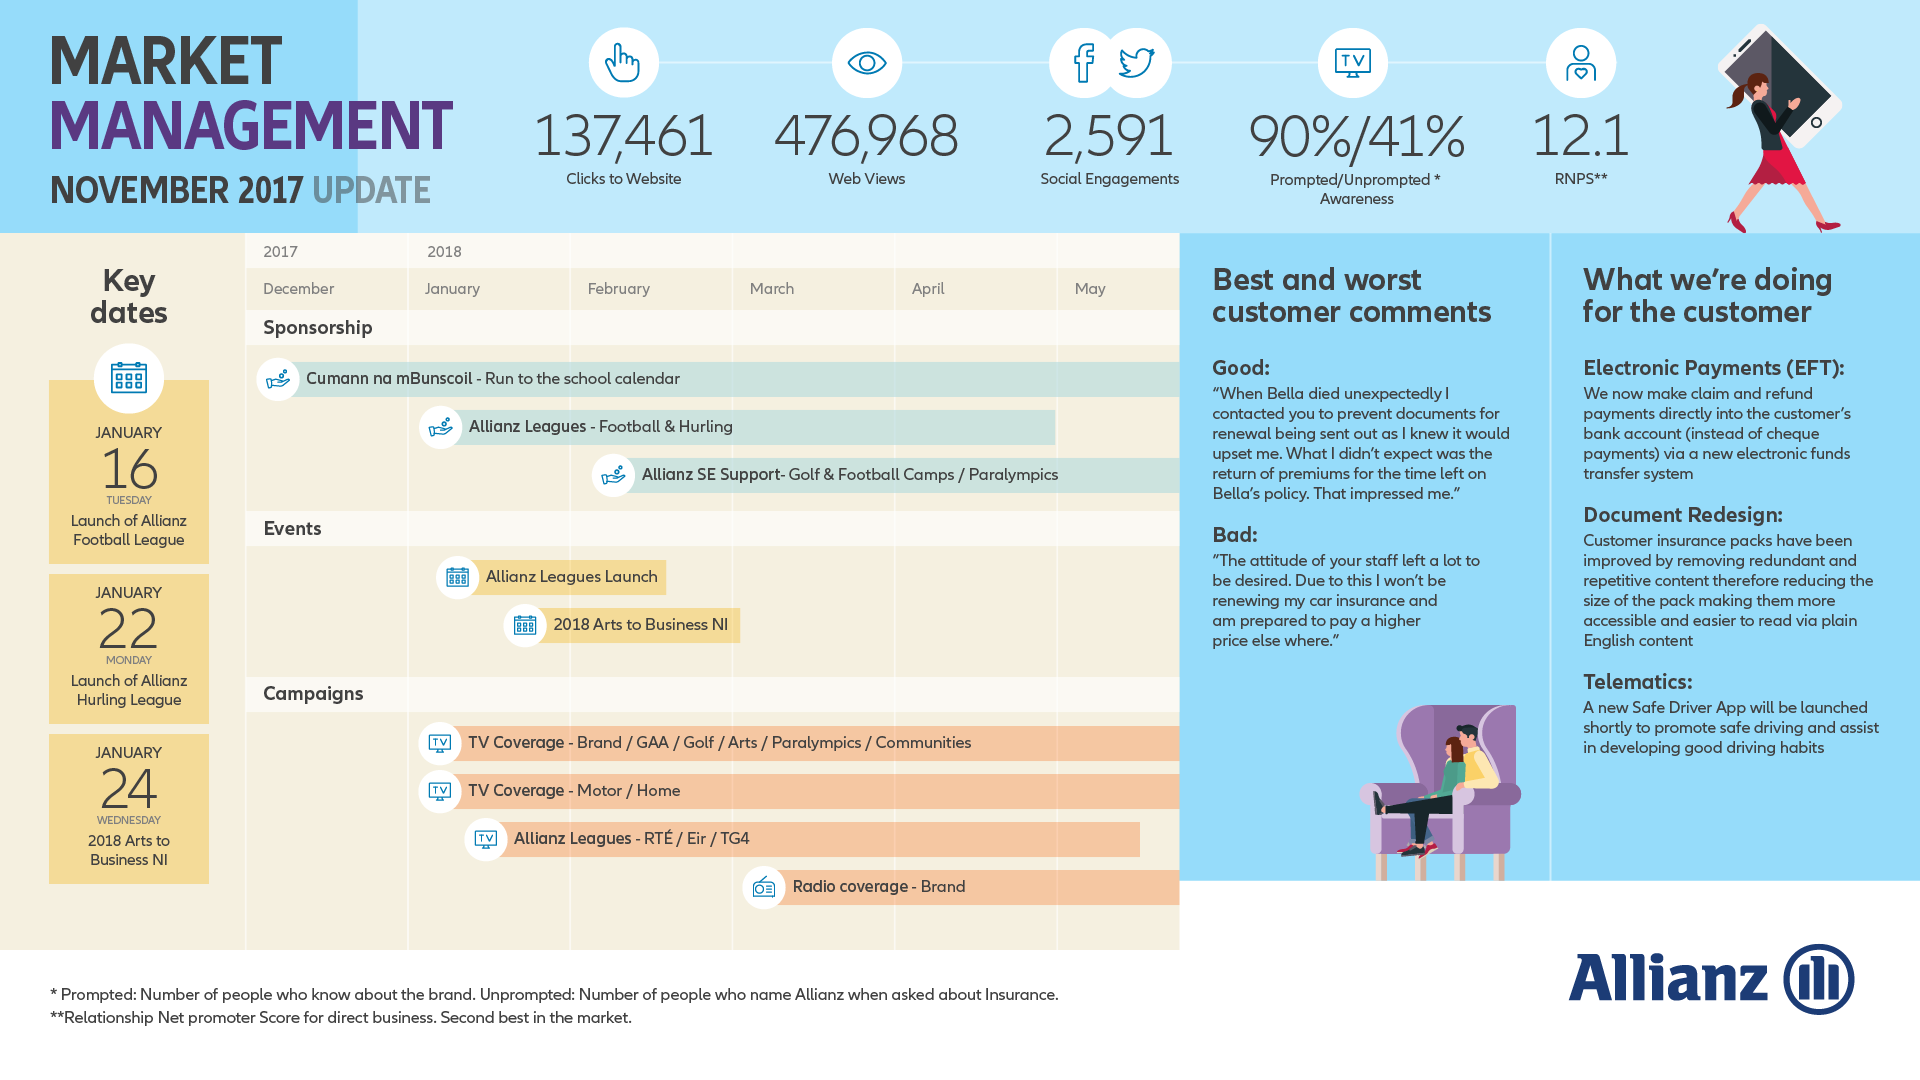 MARKET
MANAGEMENT
NOVEMBER 2017 UPDATE
137,461
Clicks to Website
476,968
Web Views
2,591
Social Engagements
TV
90%/41%
Prompted/Unprompted *
Awareness
12.1
RNPS**
Key
dates
JANUARY
16
TUESDAY
Launch of Allianz
Football League
JANUARY
22
MONDAY
Launch of Allianz
Hurling League
JANUARY
24
WEDNESDAY
2018 Arts to
Business NI
2017 2018
December January February March April May
Sponsorship
Cumann na mBunscoil - Run to the school calendar
Allianz Leagues - Football & Hurling
Allianz SE Support- Golf & Football Camps / Paralympics
Events
Allianz Leagues Launch
2018 Arts to Business NI
Campaigns
TV TV Coverage - Brand / GAA / Golf / Arts / Paralympics / Communities
TV TV Coverage - Motor / Home
TV Allianz Leagues - RTÉ / Eir / TG4
Radio coverage - Brand
Best and worst
customer comments
Good:
“When Bella died unexpectedly I
contacted you to prevent documents for
renewal being sent out as I knew it would
upset me. What I didn’t expect was the
return of premiums for the time left on
Bella’s policy. That impressed me.”
Bad:
“The attitude of your staff left a lot to
be desired. Due to this I won’t be
renewing my car insurance and
am prepared to pay a higher
price else where.”
What we’re doing
for the customer
Electronic Payments (EFT):
We now make claim and refund
payments directly into the customer’s
bank account (instead of cheque
payments) via a new electronic funds
transfer system
Document Redesign:
Customer insurance packs have been
improved by removing redundant and
repetitive content therefore reducing the
size of the pack making them more
accessible and easier to read via plain
English content
Telematics:
A new Safe Driver App will be launched
shortly to promote safe driving and assist
in developing good driving habits
* Prompted: Number of people who know about the brand. Unprompted: Number of people who name Allianz when asked about Insurance.
**Relationship Net promoter Score for direct business. Second best in the market.
Allianz